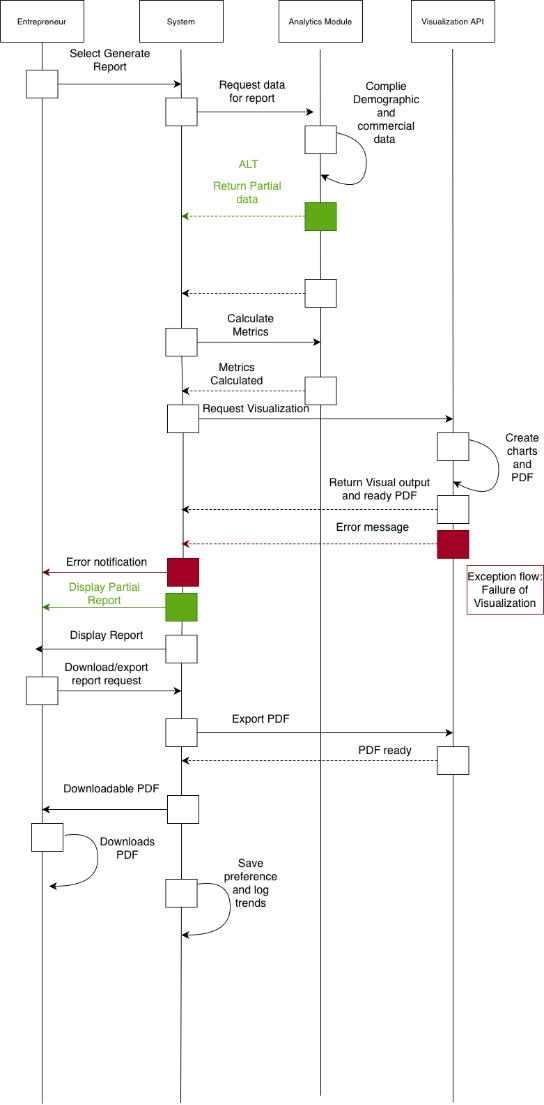 Entrepreneur
System
Analytics Module
Visualization API
Select Generate
Report
Request data
for report
Complie
Demographic
and
commercial
data
ALT
Return Partial
data
Calculate
Metrics
Metrics
Calculated
Request Visualization
Create
charts
and
PDF
Return Visual output
and ready PDF
Error message
Error notification
Exception flow:
Failure of
Visualization
Display Partial
Report
Display Report
Download/export
report request
Export PDF
PDF ready
Downloadable PDF
Downloads
PDF
Save
preference
and log
trends